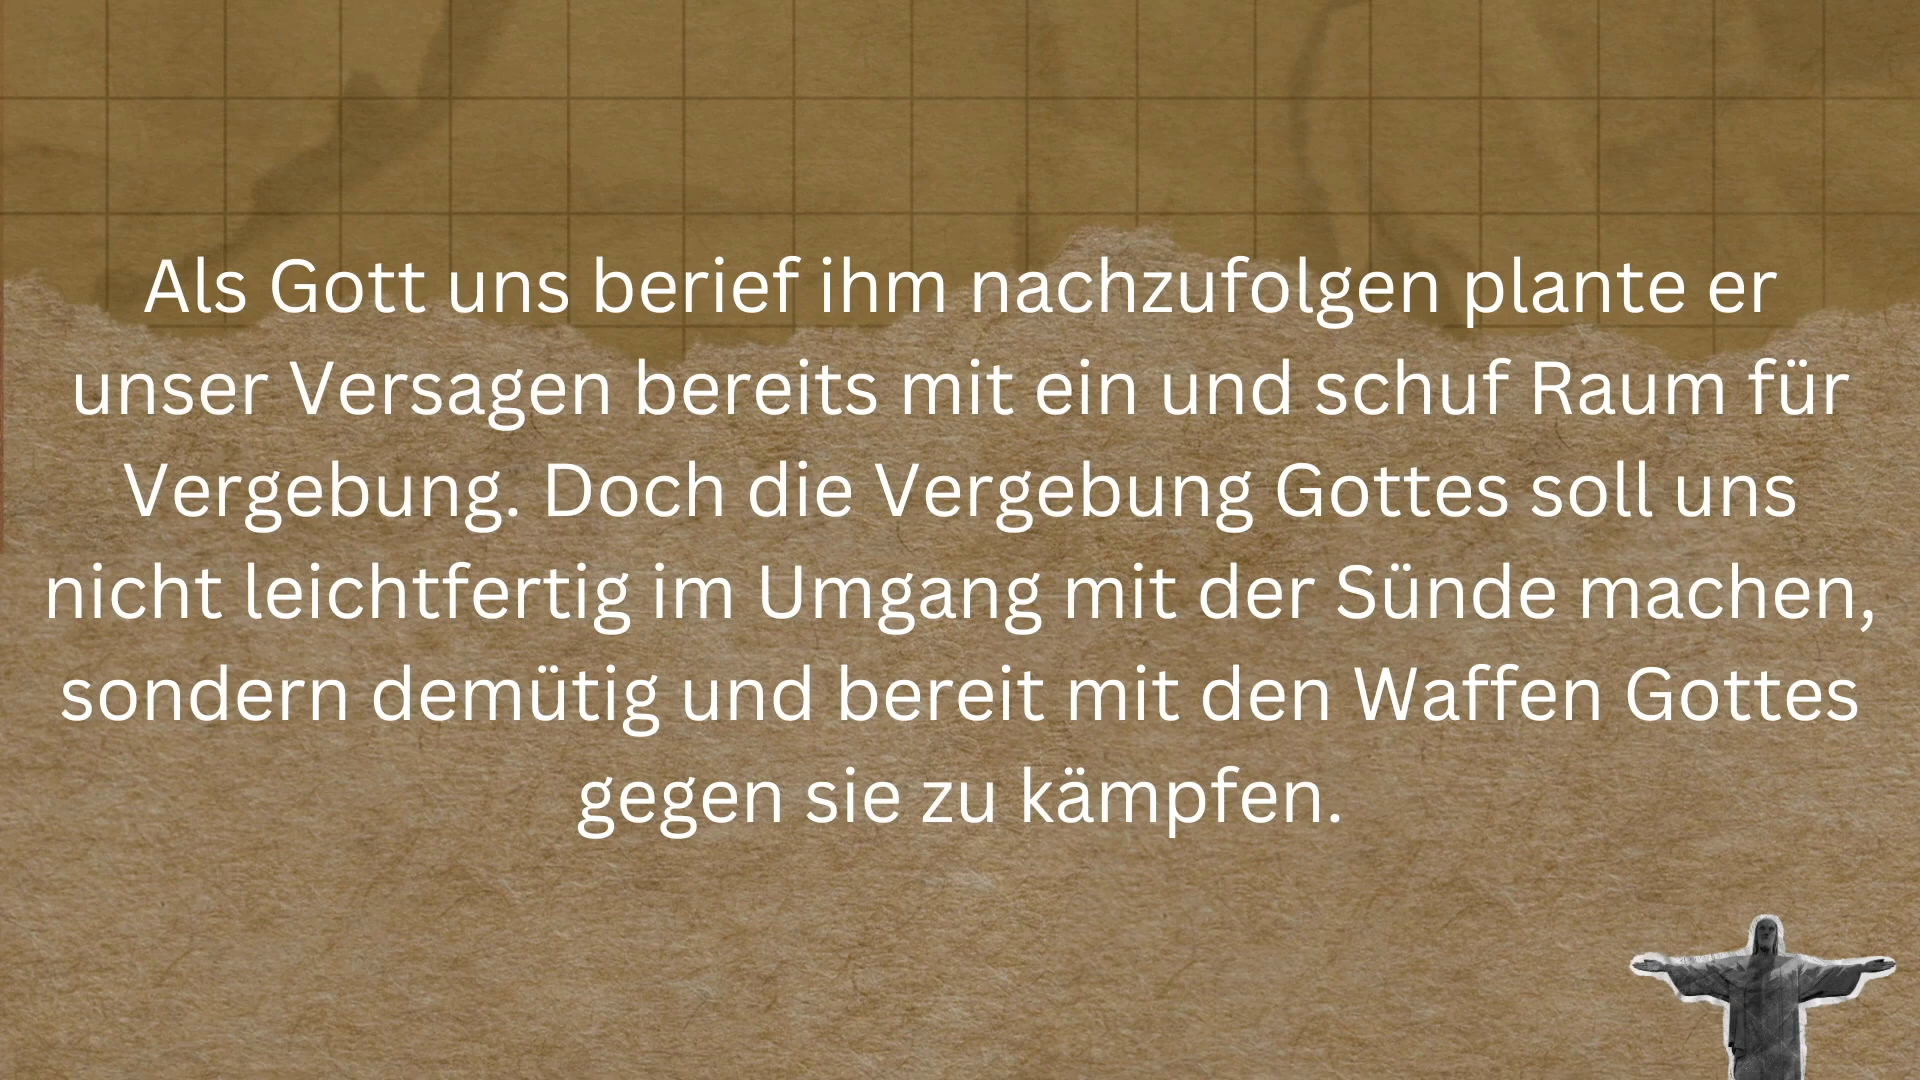 Als Gott uns berief ihm nachzufolgen plante er
unser Versagen bereits mit ein und schuf Raum für
Vergebung. Doch die Vergebung Gottes soll uns
nicht leichtfertig im Umgang mit der Sünde machen,
sondern demütig und bereit mit den Waffen Gottes
gegen sie zu kämpfen.